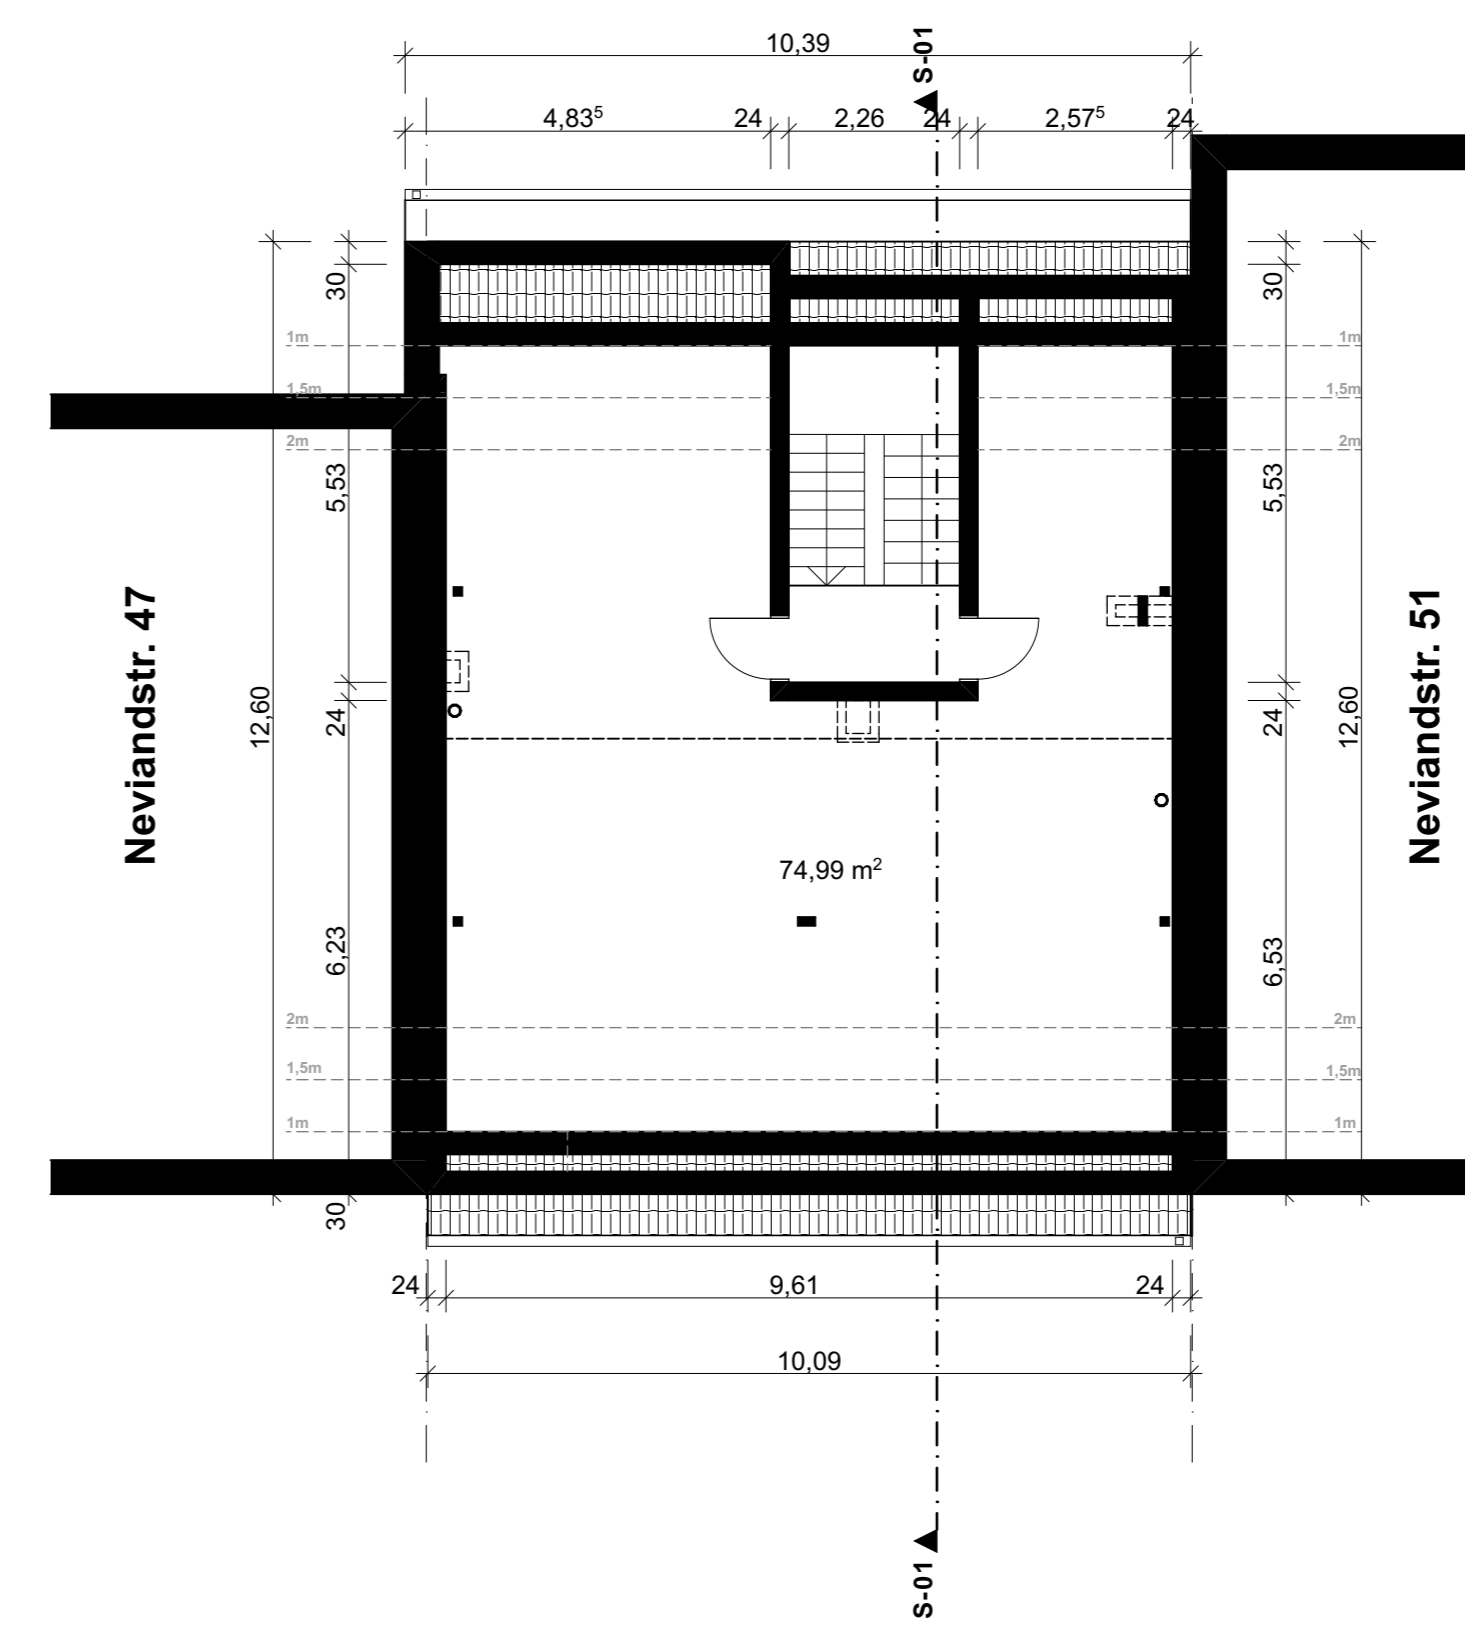 10,39
S-01
4,83⁵
24
2,26
24
2,57⁵
24
30
30
1m
1m
1,5m
1,5m
2m
2m
5,53
5,53
Neviandstr. 47
Neviandstr. 51
12,60
24
24
12,60
74,99 m²
6,23
6,53
2m
2m
1,5m
1,5m
1m
1m
30
24
9,61
24
10,09
S-01